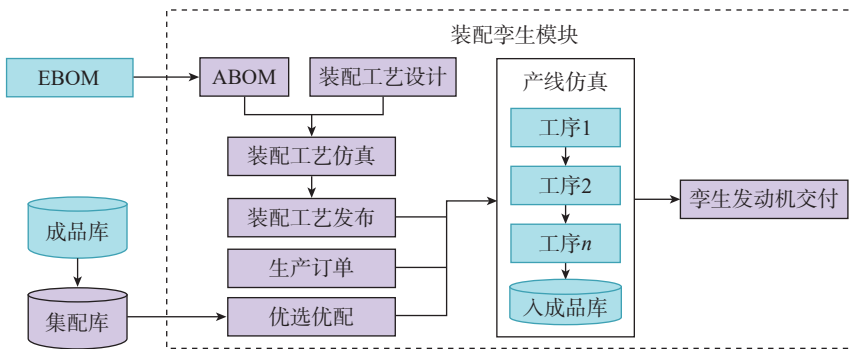 装配孪生模块
EBOM
ABOM
装配工艺设计
产线仿真
工序1
装配工艺仿真
工序2
孪生发动机交付
成品库
装配工艺发布
工序n
生产订单
入成品库
集配库
优选优配